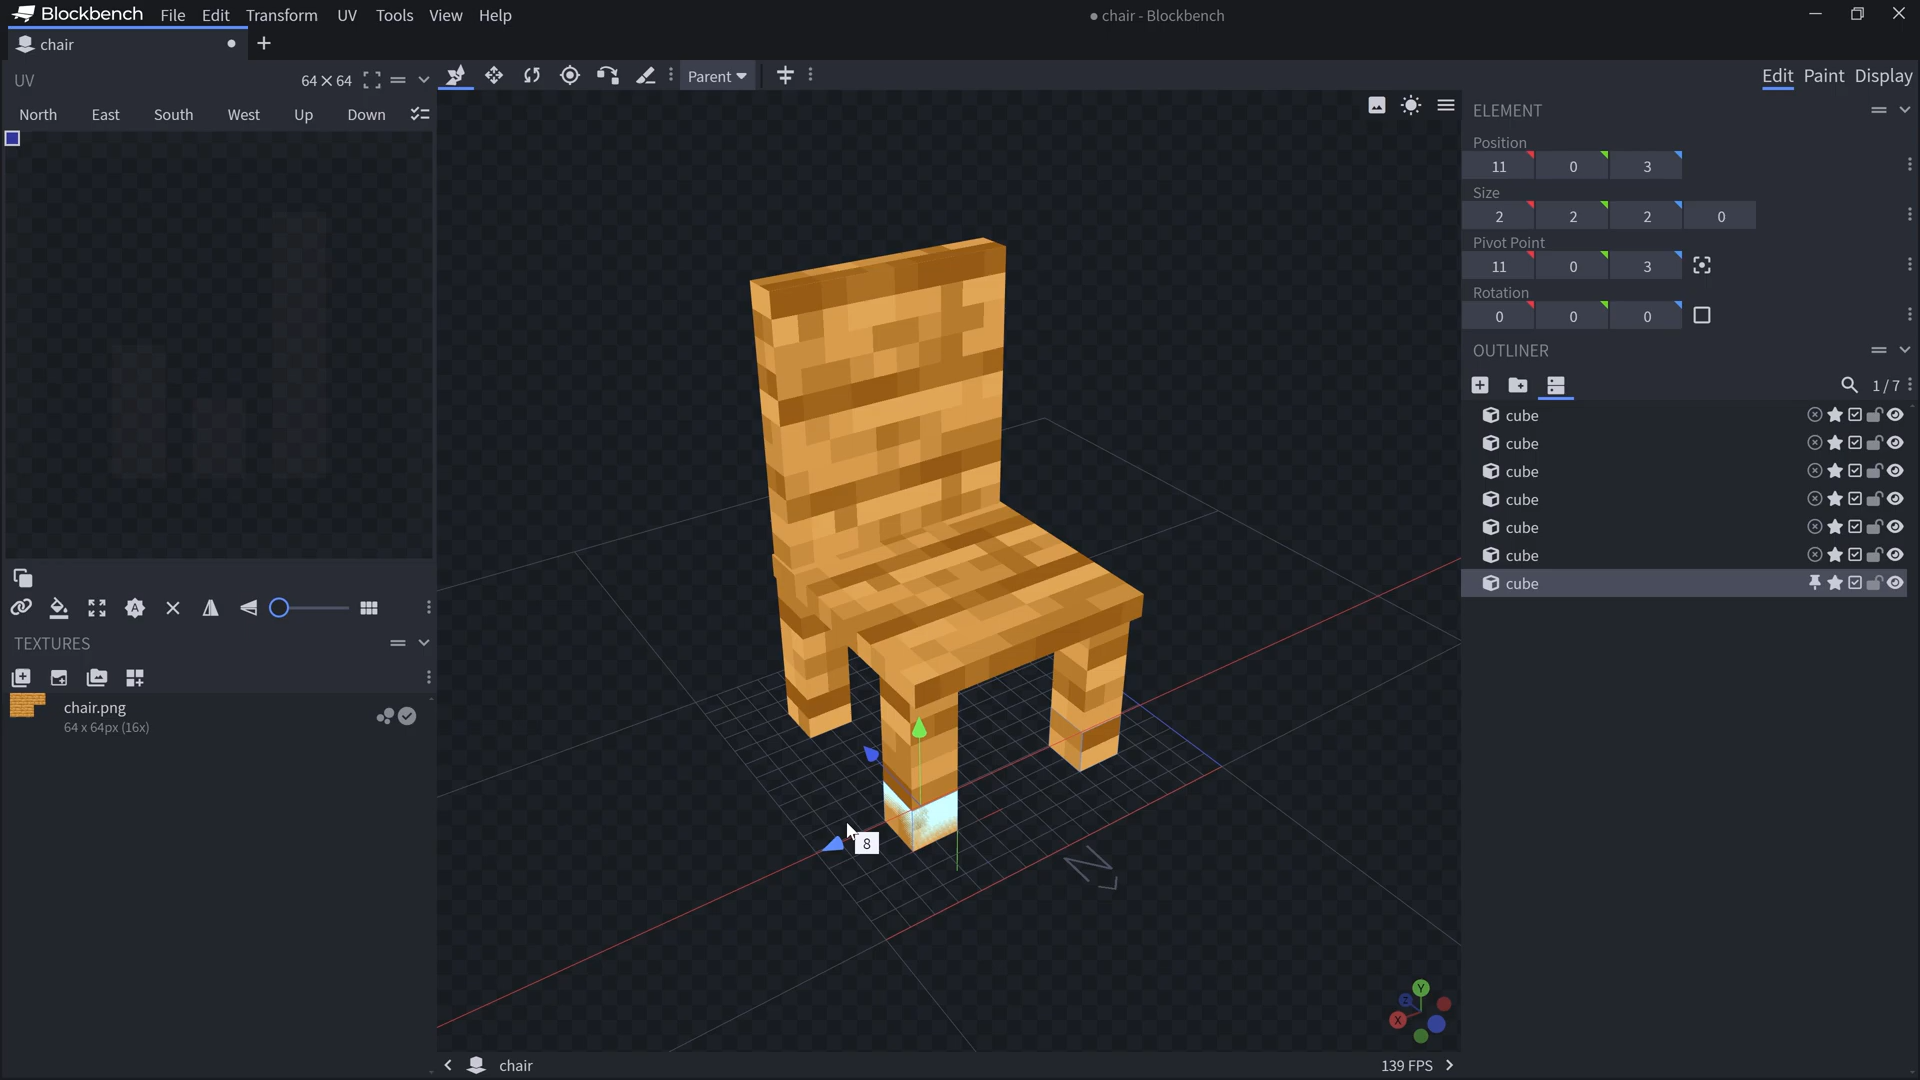 Blockbench File Edit Transform UV Tools View Help
chair - Blockbench
chair
UV 64×64
North East South West Up Down
Parent
Edit Paint Display
ELEMENT
Position
11 0 3
Size
2 2 2 0
Pivot Point
11 0 3
Rotation
0 0 0
OUTLINER
1 / 7
cube
cube
cube
cube
cube
cube
cube
TEXTURES
chair.png
64 x 64px (16x)
8
N
Y
Z
X
chair
139 FPS